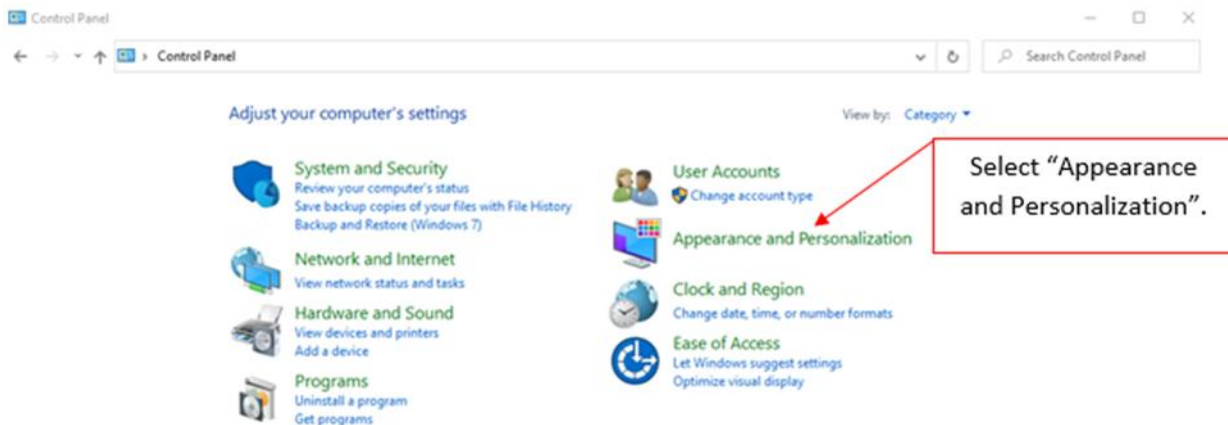 Control Panel
Control Panel
Search Control Panel
Adjust your computer's settings
View by: Category
System and Security
Review your computer's status
Save backup copies of your files with File History
Backup and Restore (Windows 7)
Network and Internet
View network status and tasks
Hardware and Sound
View devices and printers
Add a device
Programs
Uninstall a program
Get programs
User Accounts
Change account type
Appearance and Personalization
Clock and Region
Change date, time, or number formats
Ease of Access
Let Windows suggest settings
Optimize visual display
Select “Appearance
and Personalization”.